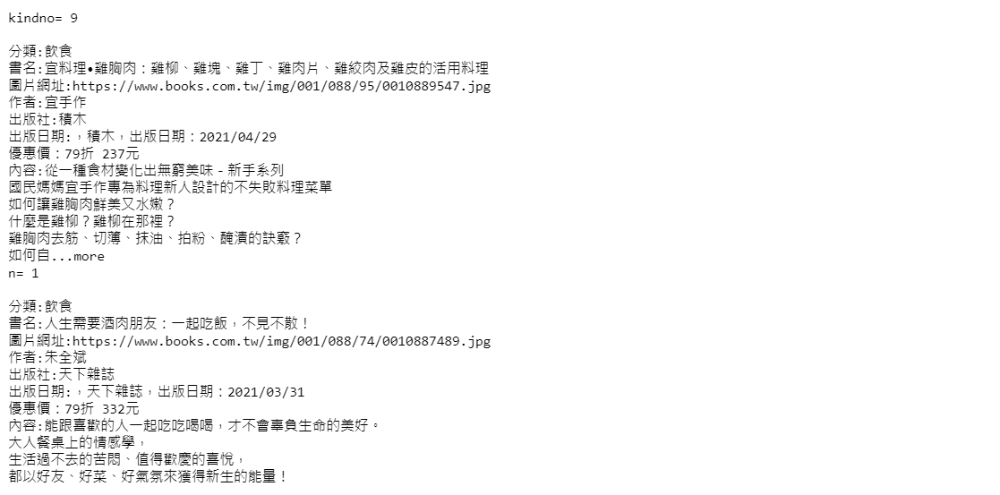 kindno= 9
分類:飲食
書名:宜料理•雞胸肉：雞柳、雞塊、雞丁、雞肉片、雞絞肉及雞皮的活用料理
圖片網址:https://www.books.com.tw/img/001/088/95/0010889547.jpg
作者:宜手作
出版社:積木
出版日期:，積木，出版日期：2021/04/29
優惠價：79折 237元
內容:從一種食材變化出無窮美味－新手系列
國民媽媽宜手作專為料理新人設計的不失敗料理菜單
如何讓雞胸肉鮮美又水嫩？
什麼是雞柳？雞柳在那裡？
雞胸肉去筋、切薄、抹油、拍粉、醃漬的訣竅？
如何自...more
n= 1
分類:飲食
書名:人生需要酒肉朋友：一起吃飯，不見不散！
圖片網址:https://www.books.com.tw/img/001/088/74/0010887489.jpg
作者:朱全斌
出版社:天下雜誌
出版日期:，天下雜誌，出版日期：2021/03/31
優惠價：79折 332元
內容:能跟喜歡的人一起吃吃喝喝，才不會辜負生命的美好。
大人餐桌上的情感學，
生活過不去的苦悶、值得歡慶的喜悅，
都以好友、好菜、好氣氛來獲得新生的能量！